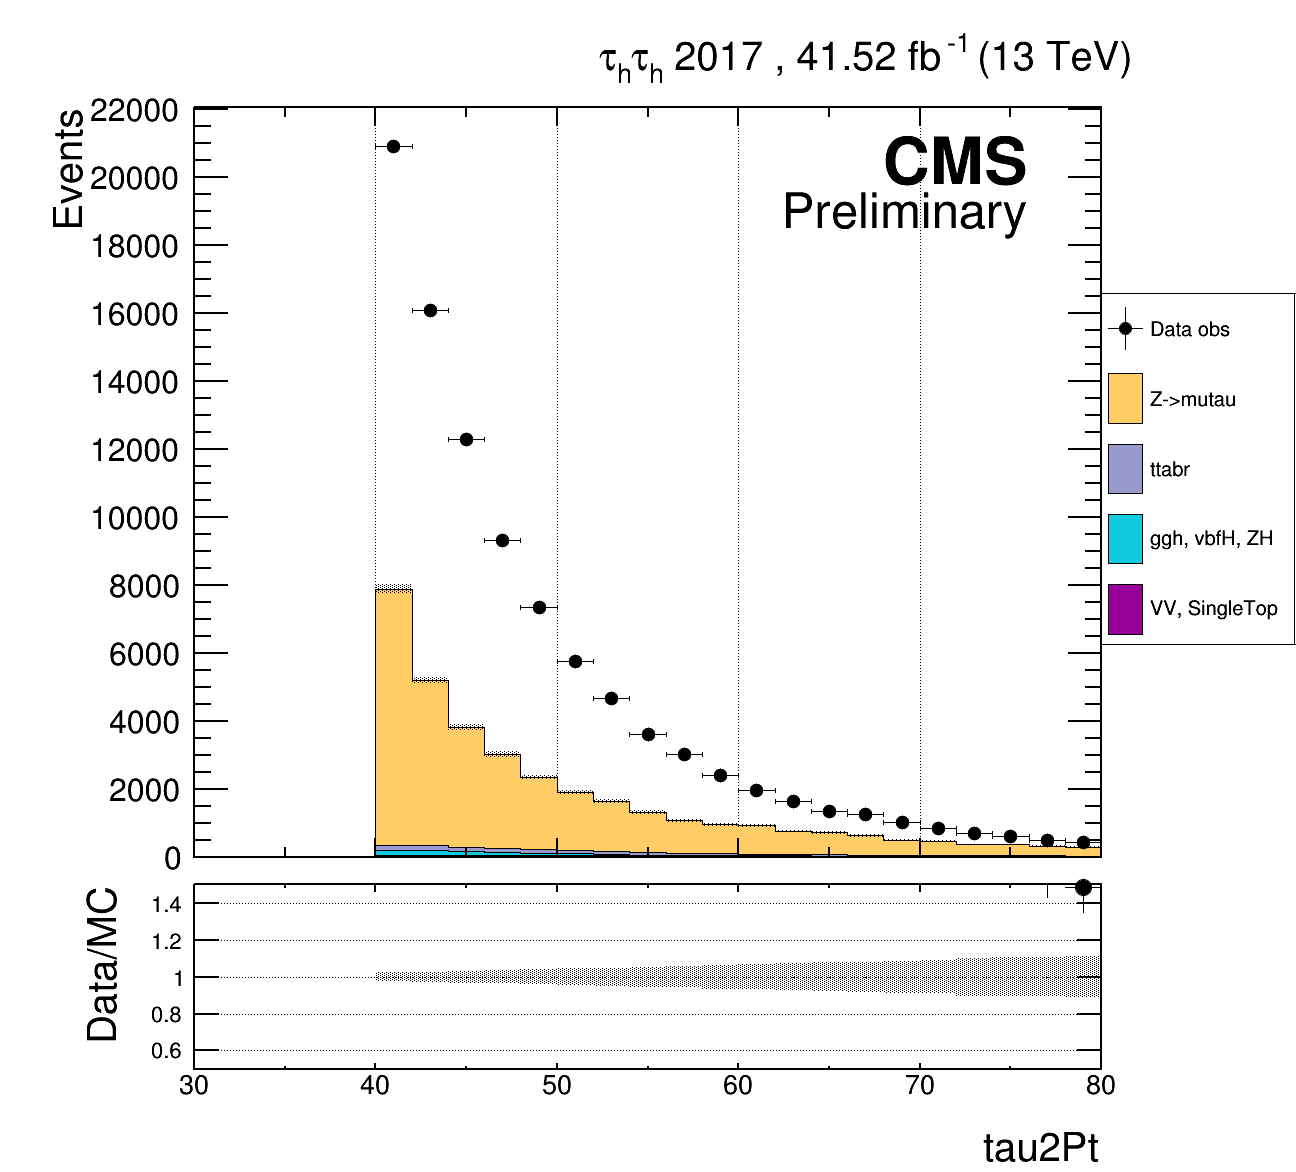 τhτh 2017 , 41.52 fb-1 (13 TeV)
Events
22000
20000
18000
16000
14000
12000
10000
8000
6000
4000
2000
0
CMS
Preliminary
Data obs
Z->mutau
ttabr
ggh, vbfH, ZH
VV, SingleTop
Data/MC
1.4
1.2
1
0.8
0.6
30 40 50 60 70 80
tau2Pt